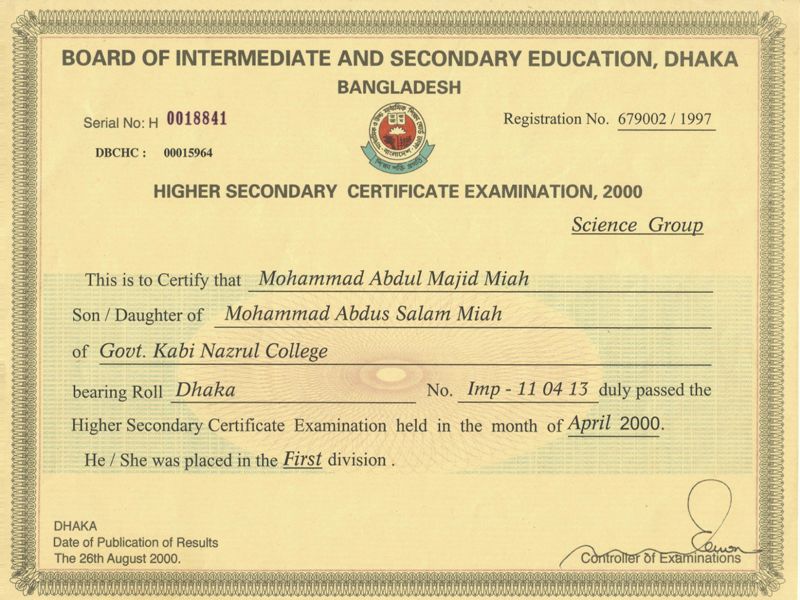 BOARD OF INTERMEDIATE AND SECONDARY EDUCATION, DHAKA
BANGLADESH
Serial No: H 0018841
Registration No. 679002 / 1997
DBCHC : 00015964
HIGHER SECONDARY CERTIFICATE EXAMINATION, 2000
Science Group
This is to Certify that Mohammad Abdul Majid Miah
Son / Daughter of Mohammad Abdus Salam Miah
of Govt. Kabi Nazrul College
bearing Roll Dhaka No. Imp - 11 04 13 duly passed the
Higher Secondary Certificate Examination held in the month of April 2000.
He / She was placed in the First division .
DHAKA
Date of Publication of Results
The 26th August 2000.
Controller of Examinations